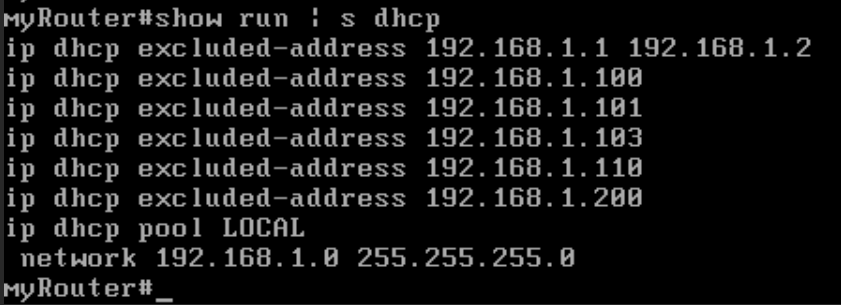 myRouter#show run | s dhcp
ip dhcp excluded-address 192.168.1.1 192.168.1.2
ip dhcp excluded-address 192.168.1.100
ip dhcp excluded-address 192.168.1.101
ip dhcp excluded-address 192.168.1.103
ip dhcp excluded-address 192.168.1.110
ip dhcp excluded-address 192.168.1.200
ip dhcp pool LOCAL
 network 192.168.1.0 255.255.255.0
myRouter#_